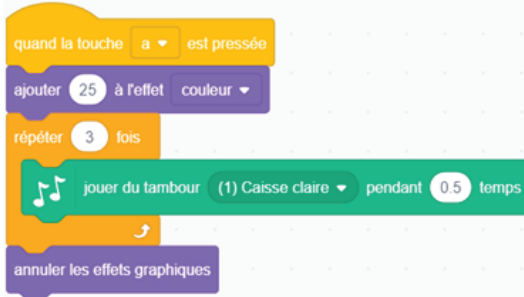 quand la touche a est pressée
ajouter 25 à l'effet couleur
répéter 3 fois
jouer du tambour (1) Caisse claire pendant 0.5 temps
annuler les effets graphiques